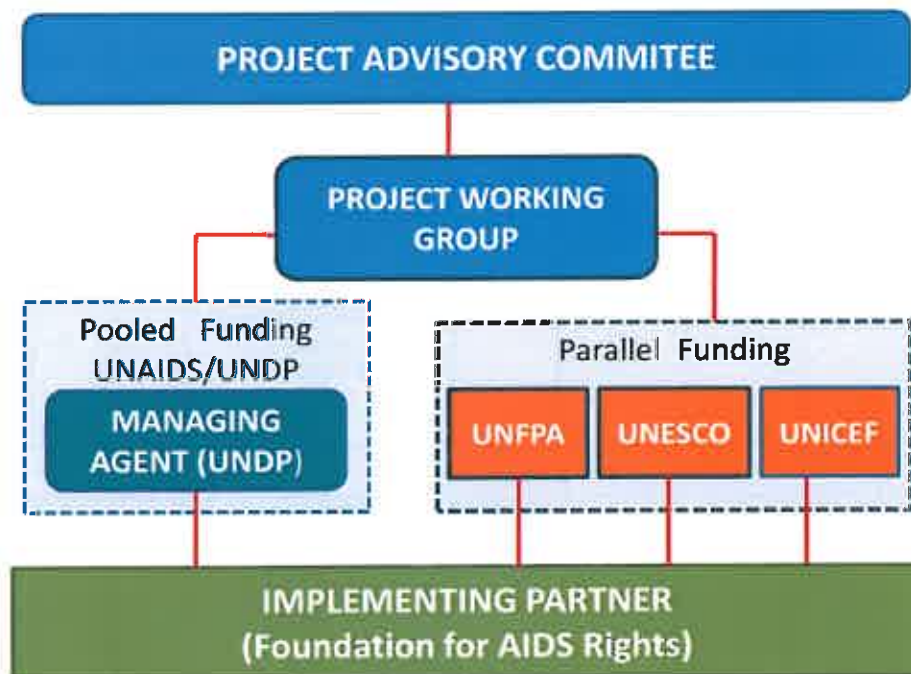 PROJECT ADVISORY COMMITEE
PROJECT WORKING
GROUP
Pooled Funding
UNAIDS/UNDP
MANAGING
AGENT (UNDP)
Parallel Funding
UNFPA
UNESCO
UNICEF
IMPLEMENTING PARTNER
(Foundation for AIDS Rights)